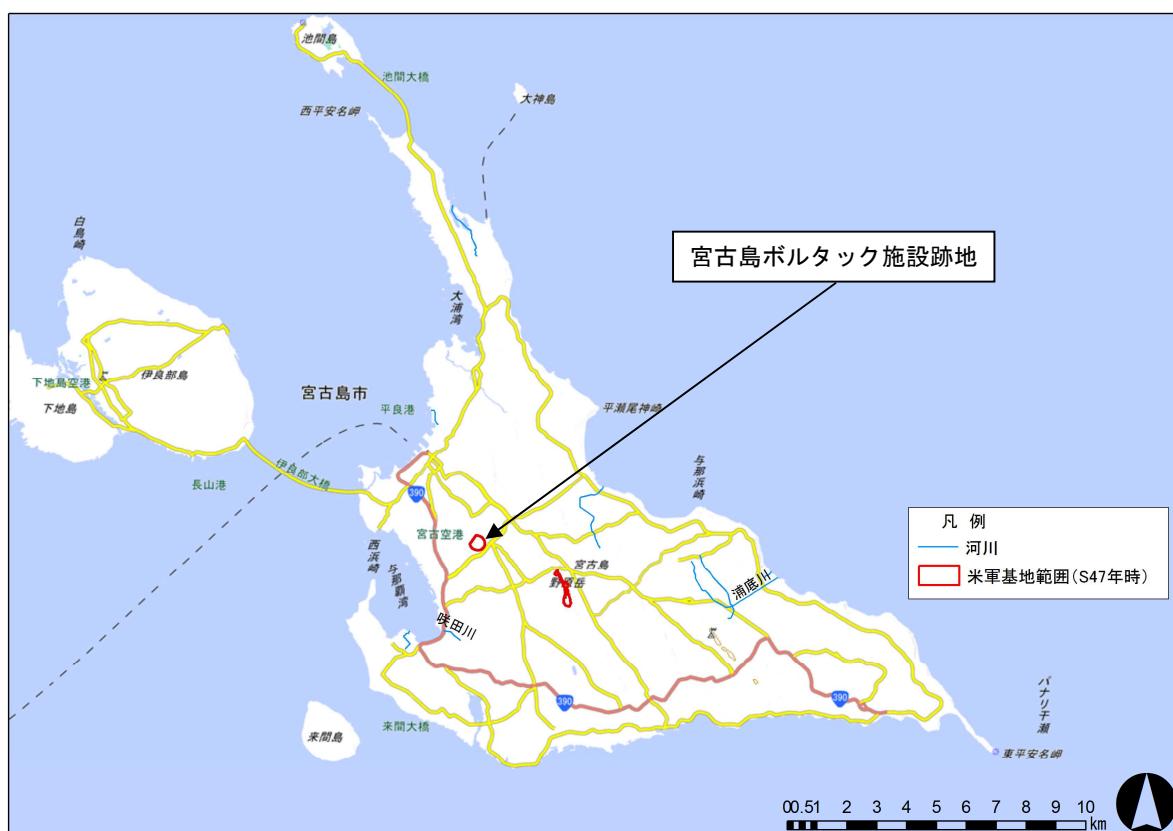 池間島
池間大橋
西平安名岬
大神島
白鳥崎
宮古島ボルタック施設跡地
大浦湾
下地島空港
伊良部島
下地島
宮古島市
平良港
平瀬尾神崎
伊良部大橋
長山港
390
与那浜崎
凡 例
河川
米軍基地範囲(S47年時)
宮古空港
西浜崎
与那覇湾
宮古島
野原岳
浦底川
咲田川
390
390
パナリ干瀬
来間大橋
来間島
東平安名岬
00.51 2 3 4 5 6 7 8 9 10
km